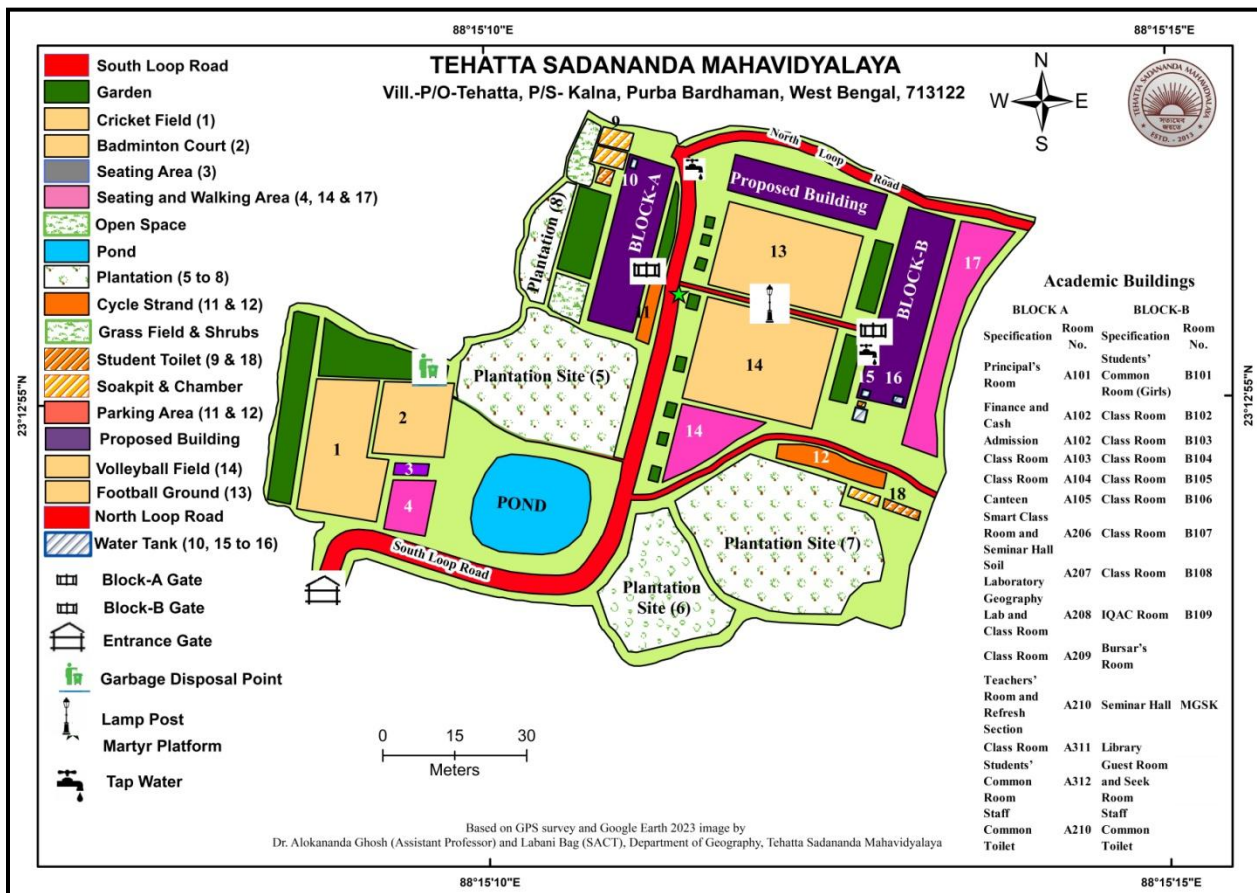 88°15'10"E
88°15'15"E
TEHATTA SADANANDA MAHAVIDYALAYA
Vill.-P/O-Tehatta, P/S- Kalna, Purba Bardhaman, West Bengal, 713122
N
W
E
S
TEHATTA SADANANDA MAHAVIDYALAYA
ESTD. - 2013
South Loop Road
Garden
Cricket Field (1)
Badminton Court (2)
Seating Area (3)
Seating and Walking Area (4, 14 & 17)
Open Space
Pond
Plantation (5 to 8)
Cycle Strand (11 & 12)
Grass Field & Shrubs
Student Toilet (9 & 18)
Soakpit & Chamber
Parking Area (11 & 12)
Proposed Building
Volleyball Field (14)
Football Ground (13)
North Loop Road
Water Tank (10, 15 to 16)
Block-A Gate
Block-B Gate
Entrance Gate
Garbage Disposal Point
Lamp Post
Martyr Platform
Tap Water
23°12'55"N
23°12'55"N
9
10
BLOCK-A
North Loop Road
Proposed Building
Plantation (8)
13
BLOCK-B
17
11
14
15
16
Plantation Site (5)
1
2
3
4
POND
14
12
18
Plantation Site (7)
South Loop Road
Plantation
Site (6)
Academic Buildings
BLOCK A
BLOCK-B
Specification Room No. Specification Room No.
Principal's Room A101 Students' Common Room (Girls) B101
Finance and Cash A102 Class Room B102
Admission A102 Class Room B103
Class Room A103 Class Room B104
Class Room A104 Class Room B105
Canteen A105 Class Room B106
Smart Class Room and Seminar Hall A206 Class Room B107
Soil Laboratory A207 Class Room B108
Geography Lab and Class Room A208 IQAC Room B109
Class Room A209 Bursar's Room
Teachers' Room and Refresh Section A210 Seminar Hall MGSK
Class Room A311 Library
Students' Common Room A312 Guest Room and Seek Room
Staff Common Toilet A210 Staff Common Toilet
0 15 30
Meters
Based on GPS survey and Google Earth 2023 image by
Dr. Alokananda Ghosh (Assistant Professor) and Labani Bag (SACT), Department of Geography, Tehatta Sadananda Mahavidyalaya
88°15'10"E
88°15'15"E